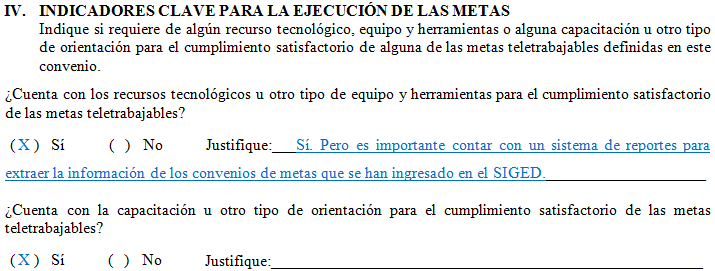 IV. INDICADORES CLAVE PARA LA EJECUCIÓN DE LAS METAS
Indique si requiere de algún recurso tecnológico, equipo y herramientas o alguna capacitación u otro tipo
de orientación para el cumplimiento satisfactorio de alguna de las metas teletrabajables definidas en este
convenio.
¿Cuenta con los recursos tecnológicos u otro tipo de equipo y herramientas para el cumplimiento satisfactorio
de las metas teletrabajables?
(X) Sí ( ) No Justifique:___Sí. Pero es importante contar con un sistema de reportes para
extraer la información de los convenios de metas que se han ingresado en el SIGED.____________________
¿Cuenta con la capacitación u otro tipo de orientación para el cumplimiento satisfactorio de las metas
teletrabajables?
(X) Sí ( ) No Justifique:______________________________________________________